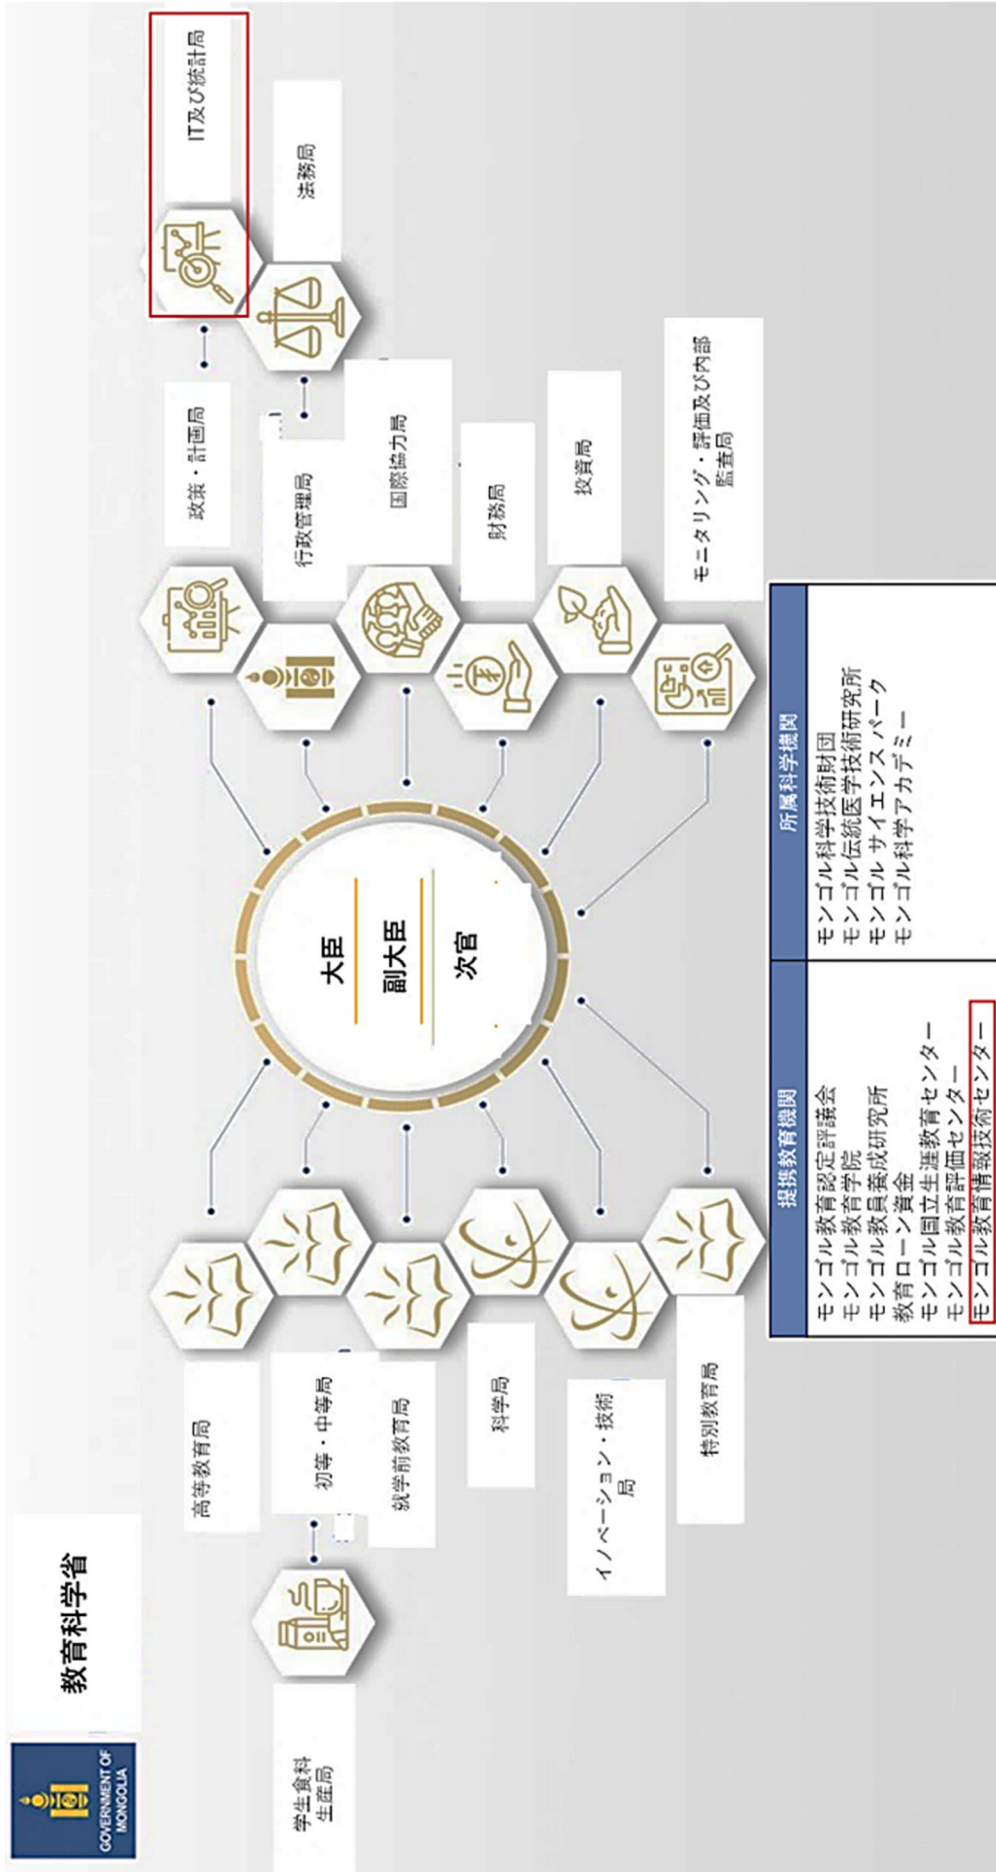 GOVERNMENT OF
MONGOLIA
教育科学省
学生食料
生産局
高等教育局
初等・中等局
就学前教育局
科学局
イノベーション・技術
局
特別教育局
大臣
副大臣
次官
政策・計画局
行政管理局
国際協力局
財務局
投資局
モニタリング・評価及び内部
監査局
IT及び統計局
法務局
提携教育機関
モンゴル教育認定評議会
モンゴル教育学院
モンゴル教員養成研究所
教育ローン資金
モンゴル国立生涯教育センター
モンゴル教育評価センター
モンゴル教育情報技術センター
所属科学機関
モンゴル科学技術財団
モンゴル伝統医学技術研究所
モンゴル サイエンス パーク
モンゴル科学アカデミー